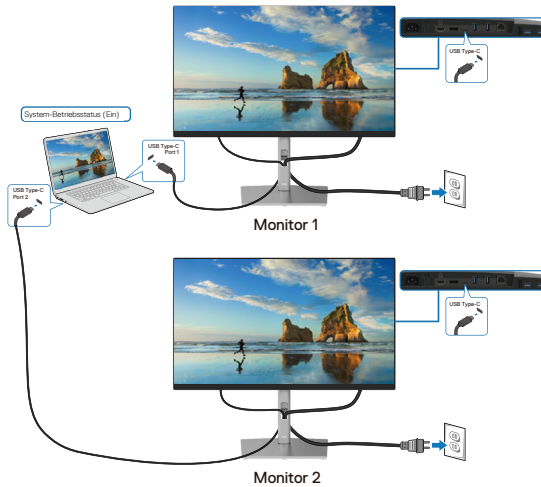 USB Type-C
System-Betriebsstatus (Ein)
USB Type-C
Port 1
USB Type-C
Port 2
Monitor 1
USB Type-C
Monitor 2